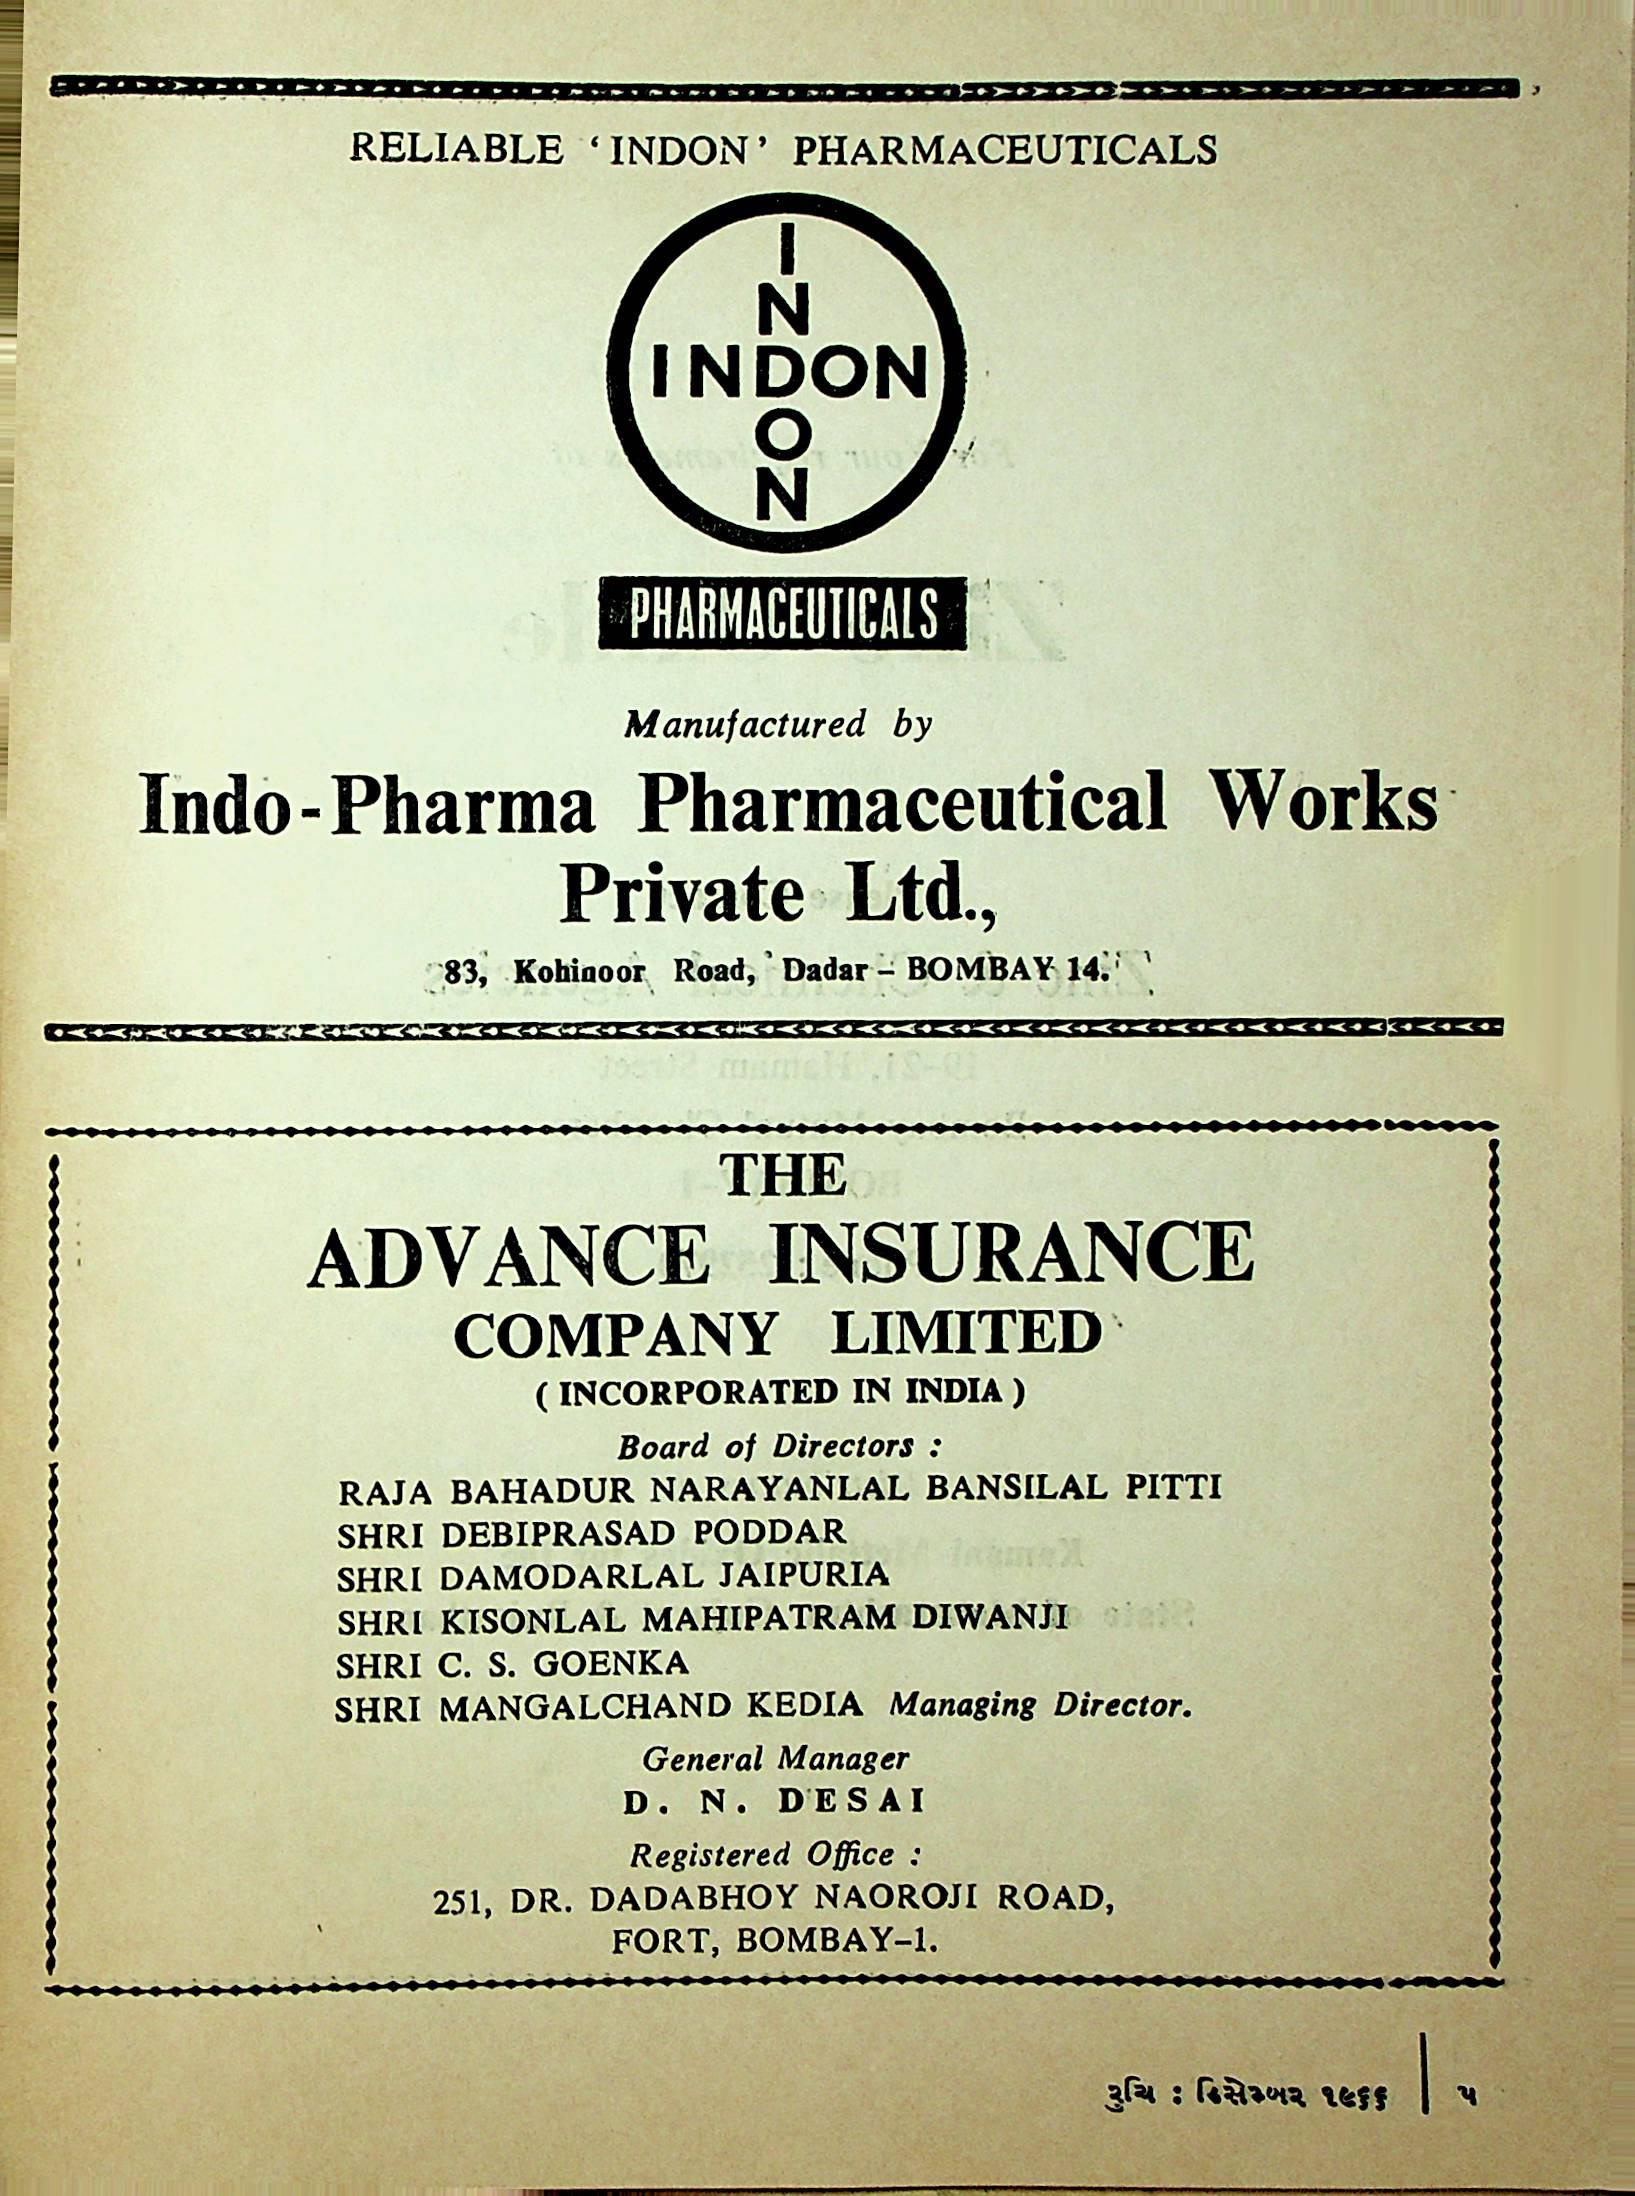 RELIABLE ‘INDON’ PHARMACEUTICALS
I
N
INDON
O
N
PHARMACEUTICALS
Manufactured by
Indo-Pharma Pharmaceutical Works
Private Ltd.,
83, Kohinoor Road, Dadar – BOMBAY 14.
THE
ADVANCE INSURANCE
COMPANY LIMITED
( INCORPORATED IN INDIA )
Board of Directors :
RAJA BAHADUR NARAYANLAL BANSILAL PITTI
SHRI DEBIPRASAD PODDAR
SHRI DAMODARLAL JAIPURIA
SHRI KISONLAL MAHIPATRAM DIWANJI
SHRI C. S. GOENKA
SHRI MANGALCHAND KEDIA Managing Director.
General Manager
D. N. DESAI
Registered Office :
251, DR. DADABHOY NAOROJI ROAD,
FORT, BOMBAY–1.
રુચિ : ડિસેમ્બર ૧૯૬૬ | ૫